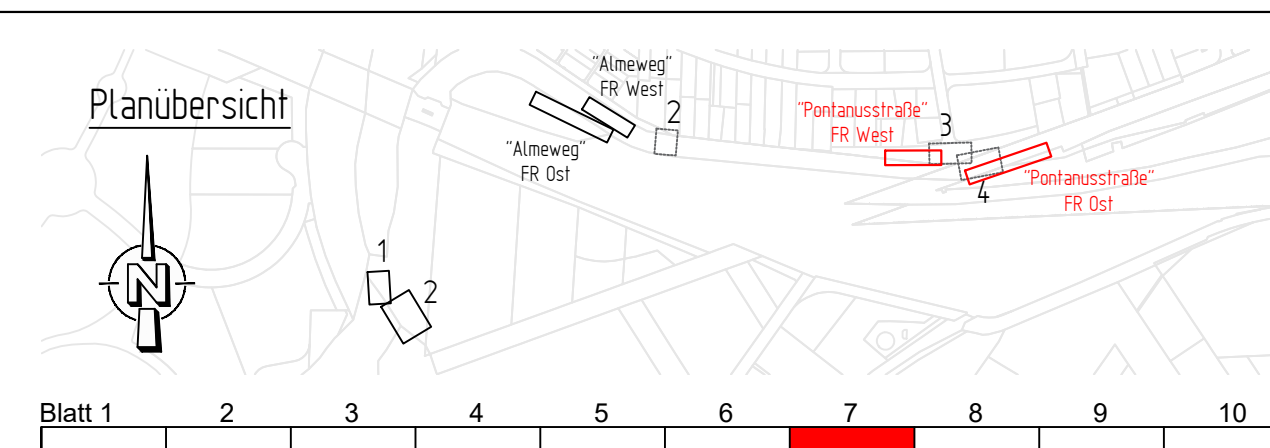 Planübersicht
"Almeweg"
FR West
"Almeweg"
FR Ost
2
"Pontanusstraße"
FR West
3
4
"Pontanusstraße"
FR Ost
N
1
2
Blatt 1 2 3 4 5 6 7 8 9 10